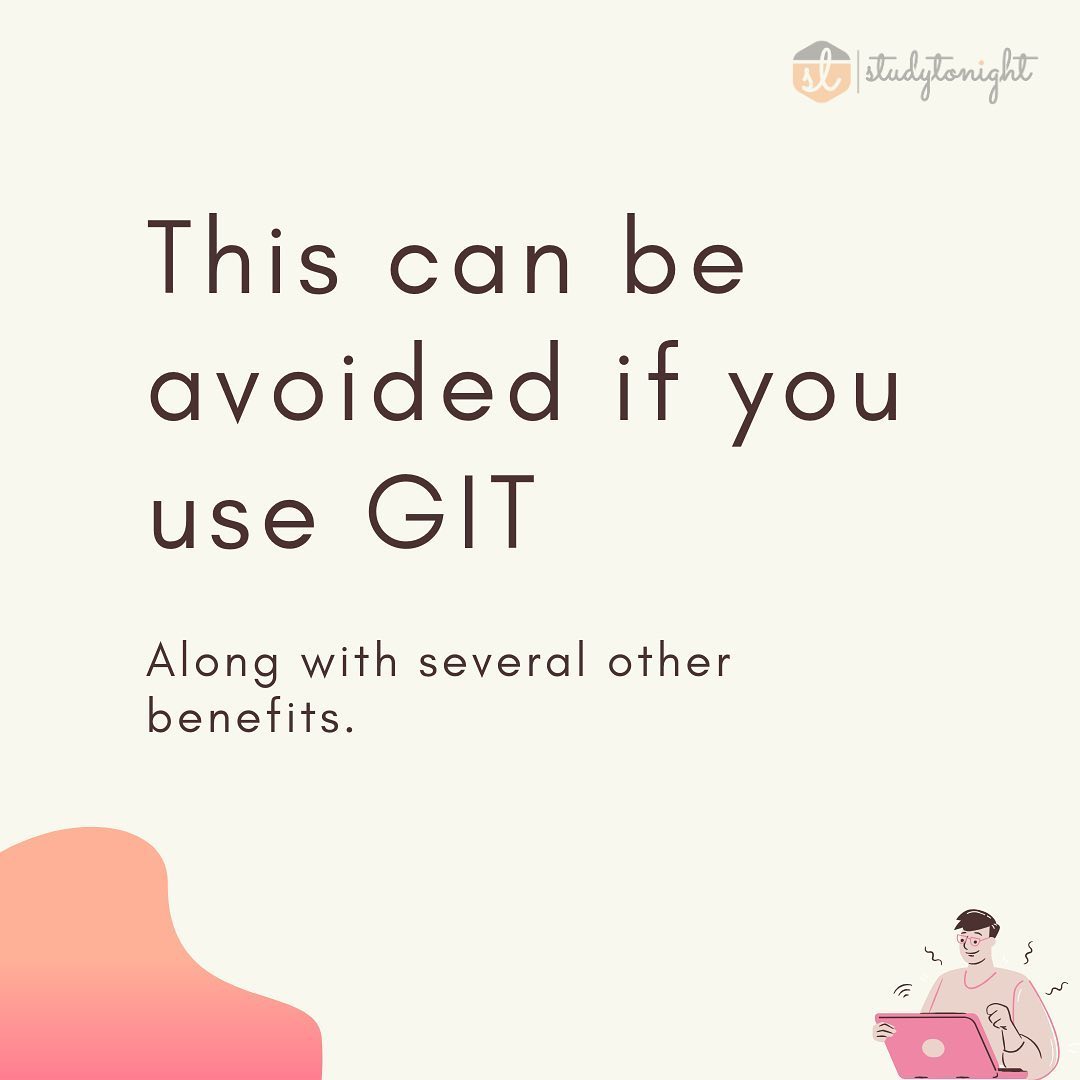 sl studytonight
This can be
avoided if you
use GIT
Along with several other
benefits.